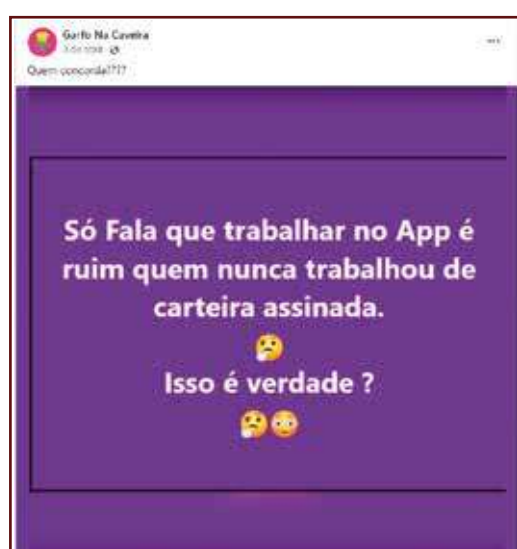 Garfo Na Caveira
Quem concorda????
Só Fala que trabalhar no App é
ruim quem nunca trabalhou de
carteira assinada.
🤔
Isso é verdade ?
🤔😳